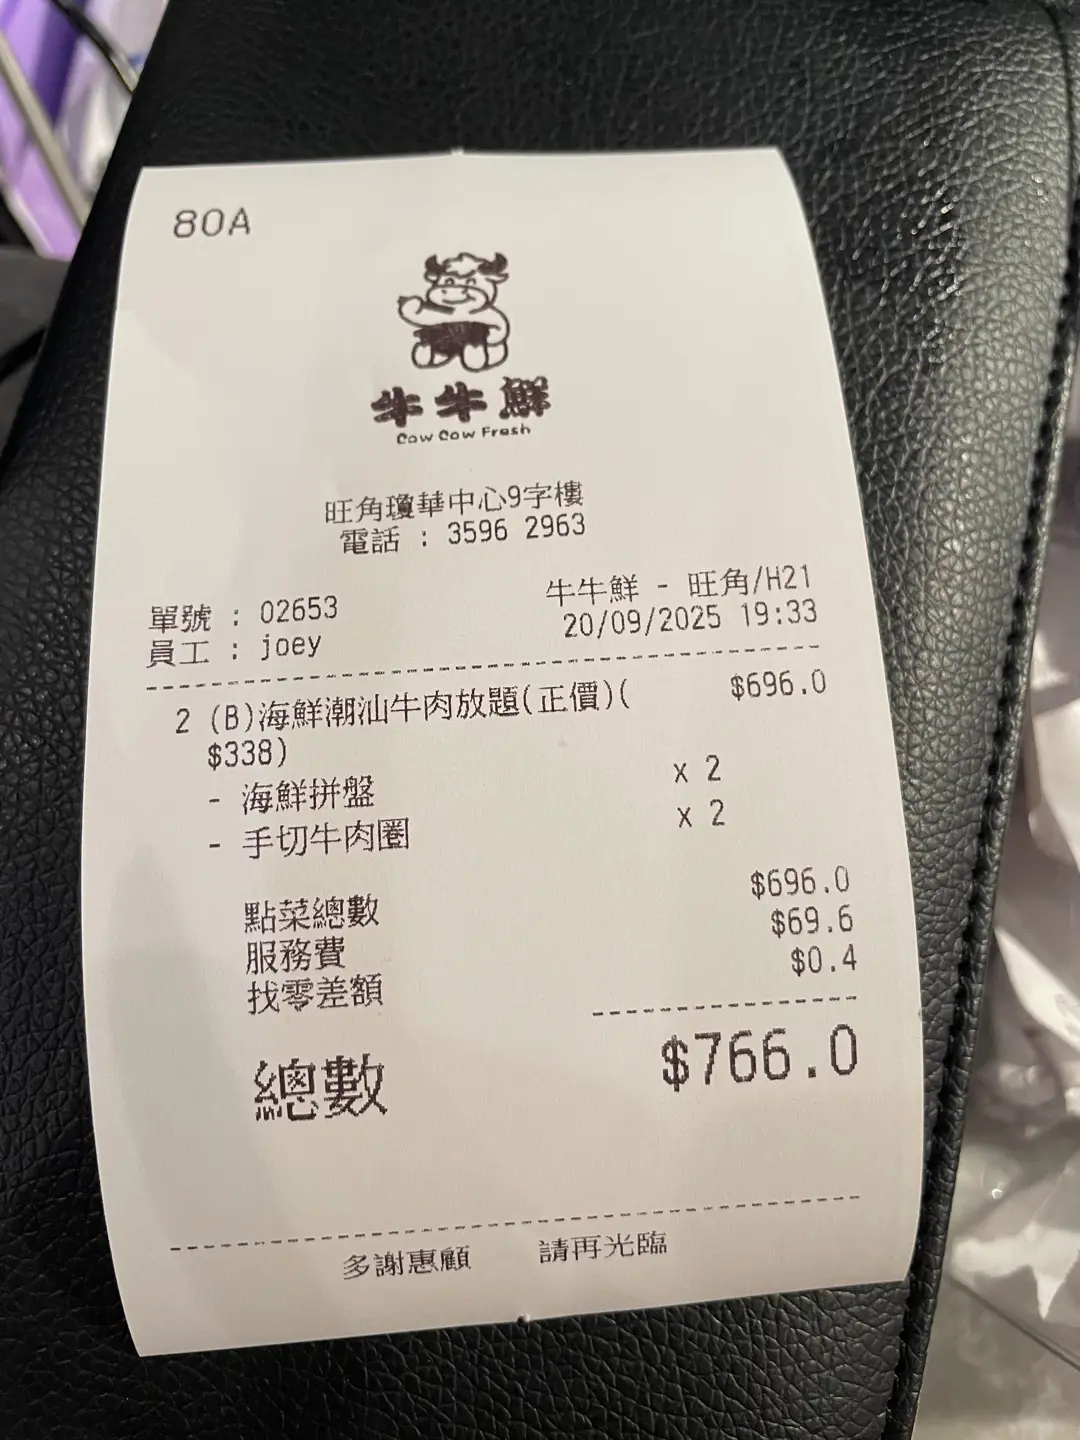 80A
牛牛鮮
Cow Cow Fresh
旺角瓊華中心9字樓
電話 : 3596 2963
單號 : 02653
牛牛鮮 - 旺角/H21
員工 : joey
20/09/2025 19:33
2 (B)海鮮潮汕牛肉放題(正價)( $696.0
$338)
- 海鮮拼盤 x 2
- 手切牛肉圈 x 2
點菜總數 $696.0
服務費 $69.6
找零差額 $0.4
總數 $766.0
多謝惠顧 請再光臨